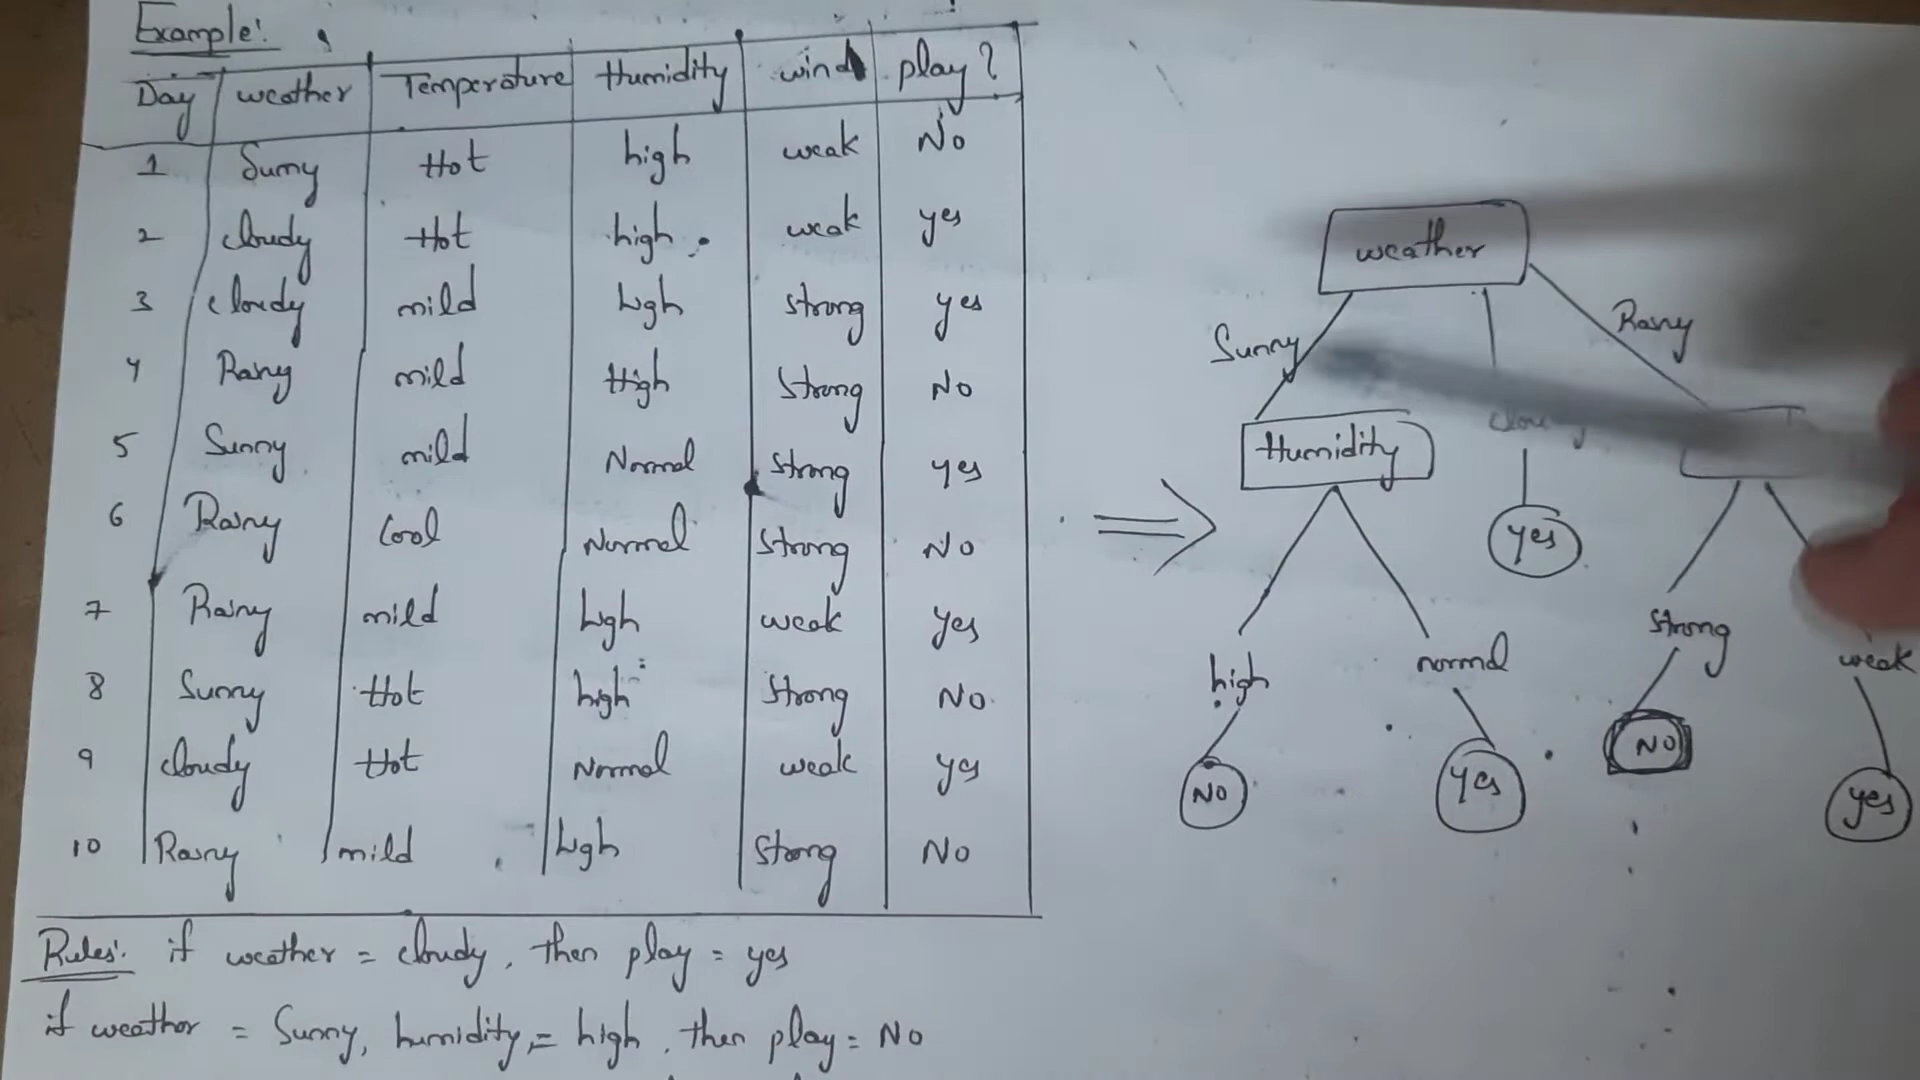 Example:
Day weather Temperature Humidity wind play?
1 Sunny Hot high weak No
2 cloudy Hot high weak yes
3 cloudy mild high strong yes
4 Rainy mild High Strong No
5 Sunny mild Normal Strong yes
6 Rainy Cool Normal Strong No
7 Rainy mild high weak yes
8 Sunny Hot high Strong No
9 cloudy Hot Normal weak yes
10 Rainy mild high Strong No
Rules: if weather = cloudy, then play = yes
if weather = Sunny, humidity = high, then play = No
weather
Sunny
Rainy
Humidity
yes
high normal
strong weak
No yes
No yes